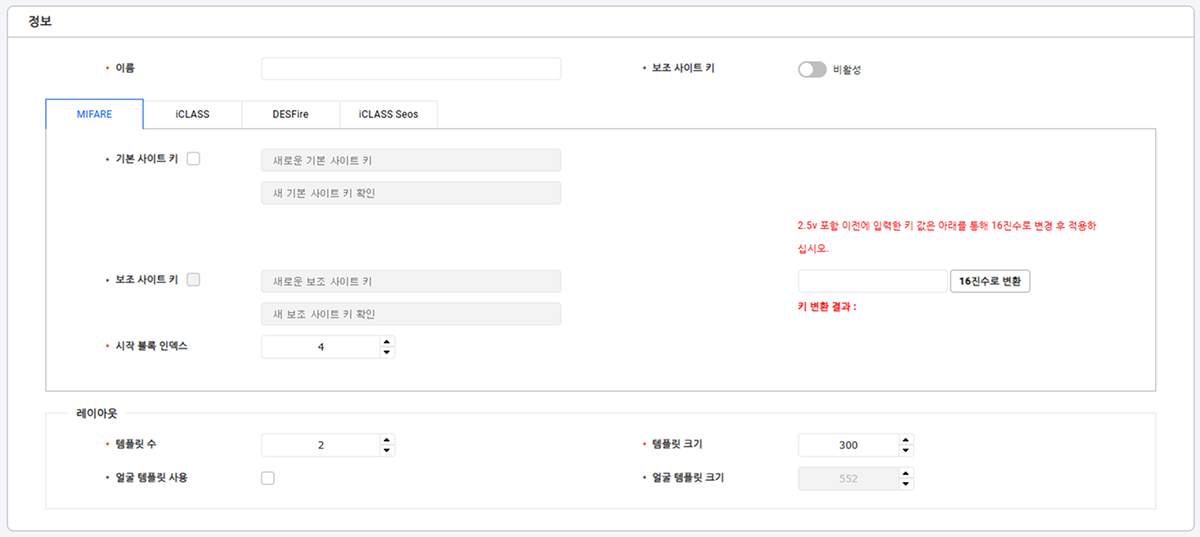 정보
이름
보조 사이트 키
비활성
MIFARE
iCLASS
DESFire
iCLASS Seos
기본 사이트 키
새로운 기본 사이트 키
새 기본 사이트 키 확인
2.5v 포함 이전에 입력한 키 값은 아래를 통해 16진수로 변경 후 적용하
십시오.
보조 사이트 키
새로운 보조 사이트 키
16진수로 변환
새 보조 사이트 키 확인
키 변환 결과 :
시작 블록 인덱스
4
레이아웃
템플릿 수
2
템플릿 크기
300
얼굴 템플릿 사용
얼굴 템플릿 크기
552